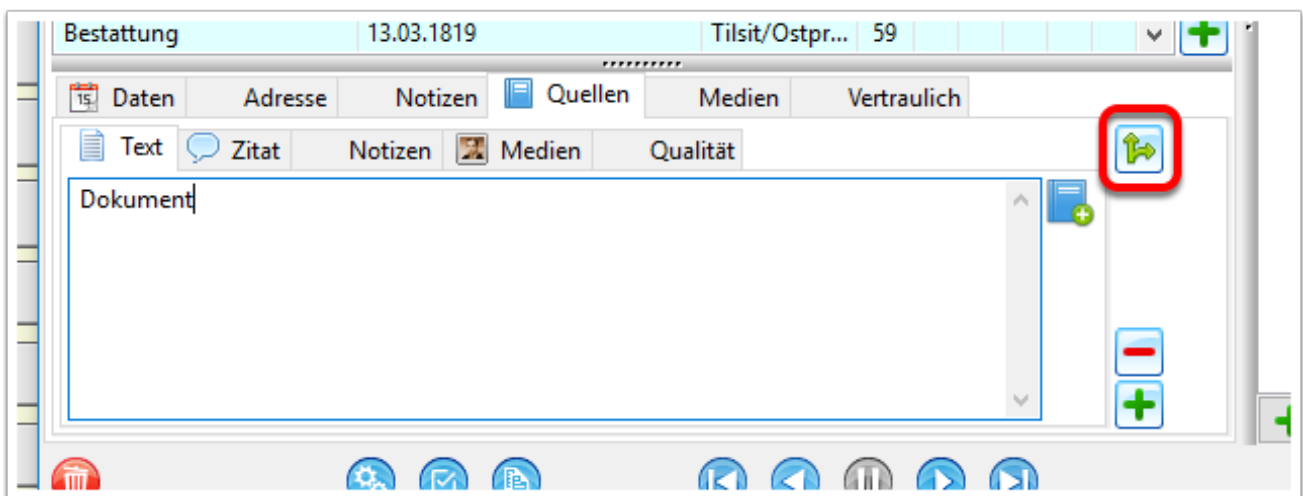 Bestattung 13.03.1819 Tilsit/Ostpr... 59
15 Daten Adresse Notizen Quellen Medien Vertraulich
Text Zitat Notizen Medien Qualität
Dokument